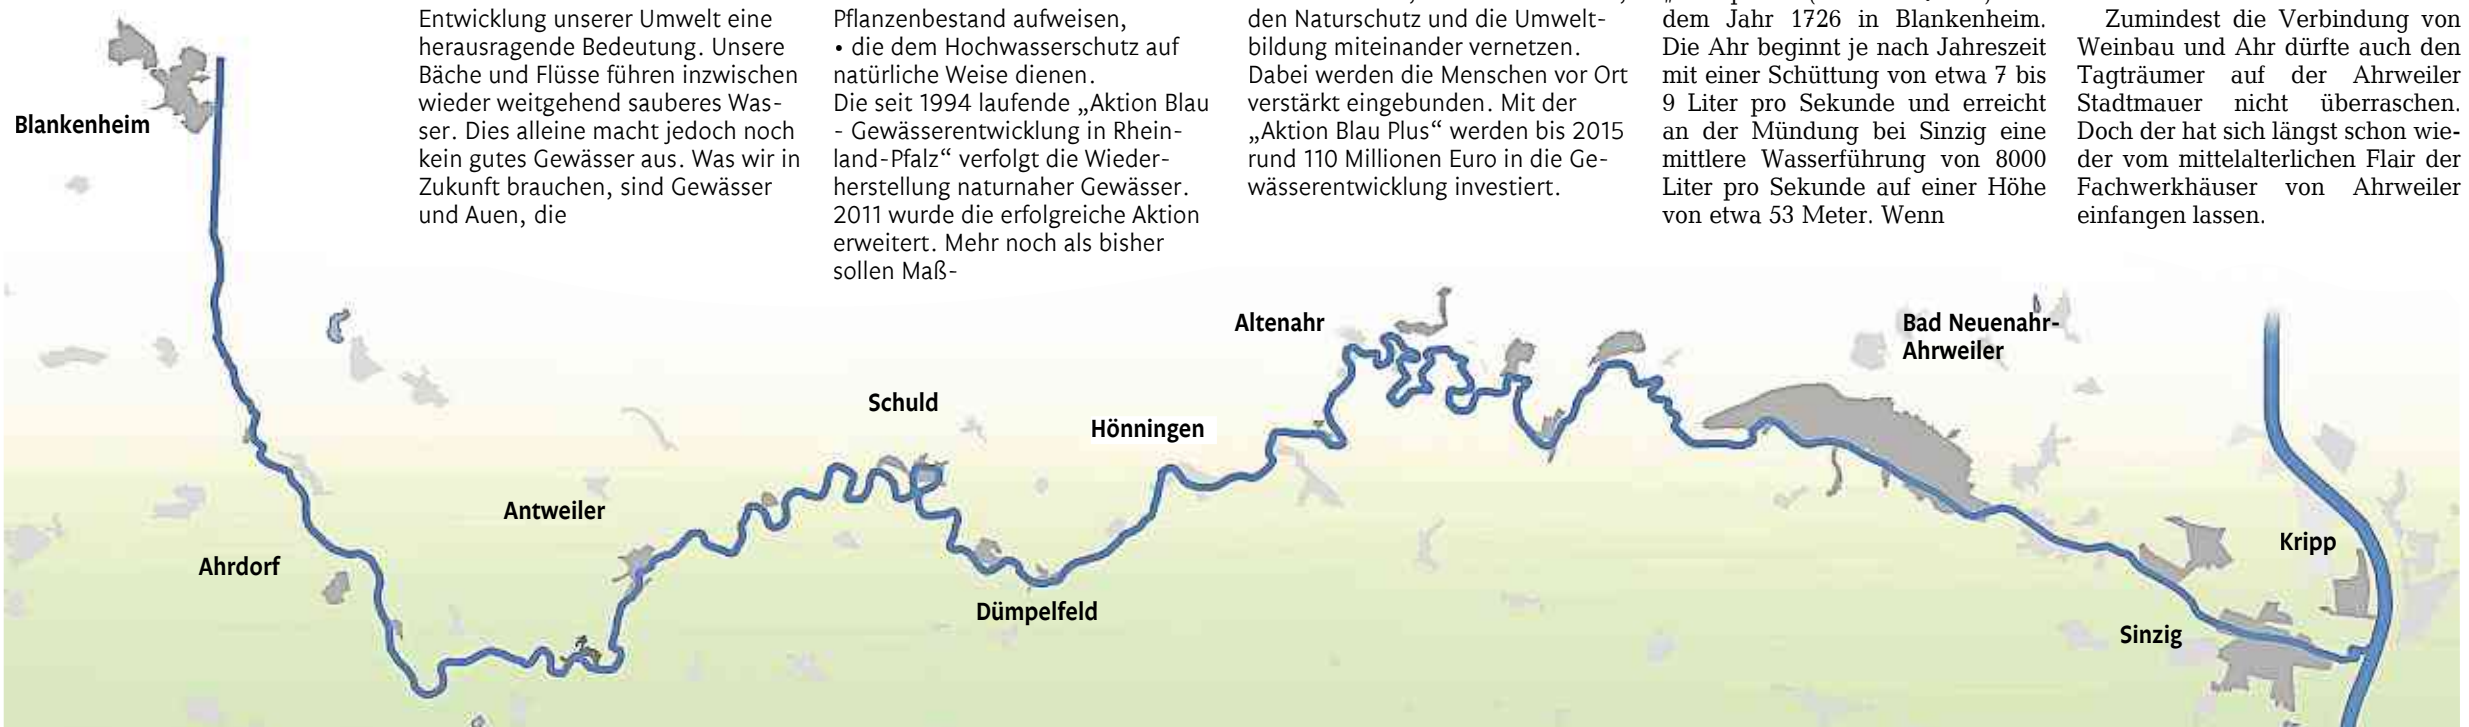 Entwicklung unserer Umwelt eine
herausragende Bedeutung. Unsere
Bäche und Flüsse führen inzwischen
wieder weitgehend sauberes Was-
ser. Dies alleine macht jedoch noch
kein gutes Gewässer aus. Was wir in
Zukunft brauchen, sind Gewässer
und Auen, die
Pflanzenbestand aufweisen,
• die dem Hochwasserschutz auf
natürliche Weise dienen.
Die seit 1994 laufende „Aktion Blau
- Gewässerentwicklung in Rhein-
land-Pfalz“ verfolgt die Wieder-
herstellung naturnaher Gewässer.
2011 wurde die erfolgreiche Aktion
erweitert. Mehr noch als bisher
sollen Maß-
den Naturschutz und die Umwelt-
bildung miteinander vernetzen.
Dabei werden die Menschen vor Ort
verstärkt eingebunden. Mit der
„Aktion Blau Plus“ werden bis 2015
rund 110 Millionen Euro in die Ge-
wässerentwicklung investiert.
dem Jahr 1726 in Blankenheim.
Die Ahr beginnt je nach Jahreszeit
mit einer Schüttung von etwa 7 bis
9 Liter pro Sekunde und erreicht
an der Mündung bei Sinzig eine
mittlere Wasserführung von 8000
Liter pro Sekunde auf einer Höhe
von etwa 53 Meter. Wenn
Zumindest die Verbindung von
Weinbau und Ahr dürfte auch den
Tagträumer auf der Ahrweiler
Stadtmauer nicht überraschen.
Doch der hat sich längst schon wie-
der vom mittelalterlichen Flair der
Fachwerkhäuser von Ahrweiler
einfangen lassen.
Blankenheim
Ahrdorf
Antweiler
Schuld
Dümpelfeld
Hönningen
Altenahr
Bad Neuenahr-
Ahrweiler
Kripp
Sinzig